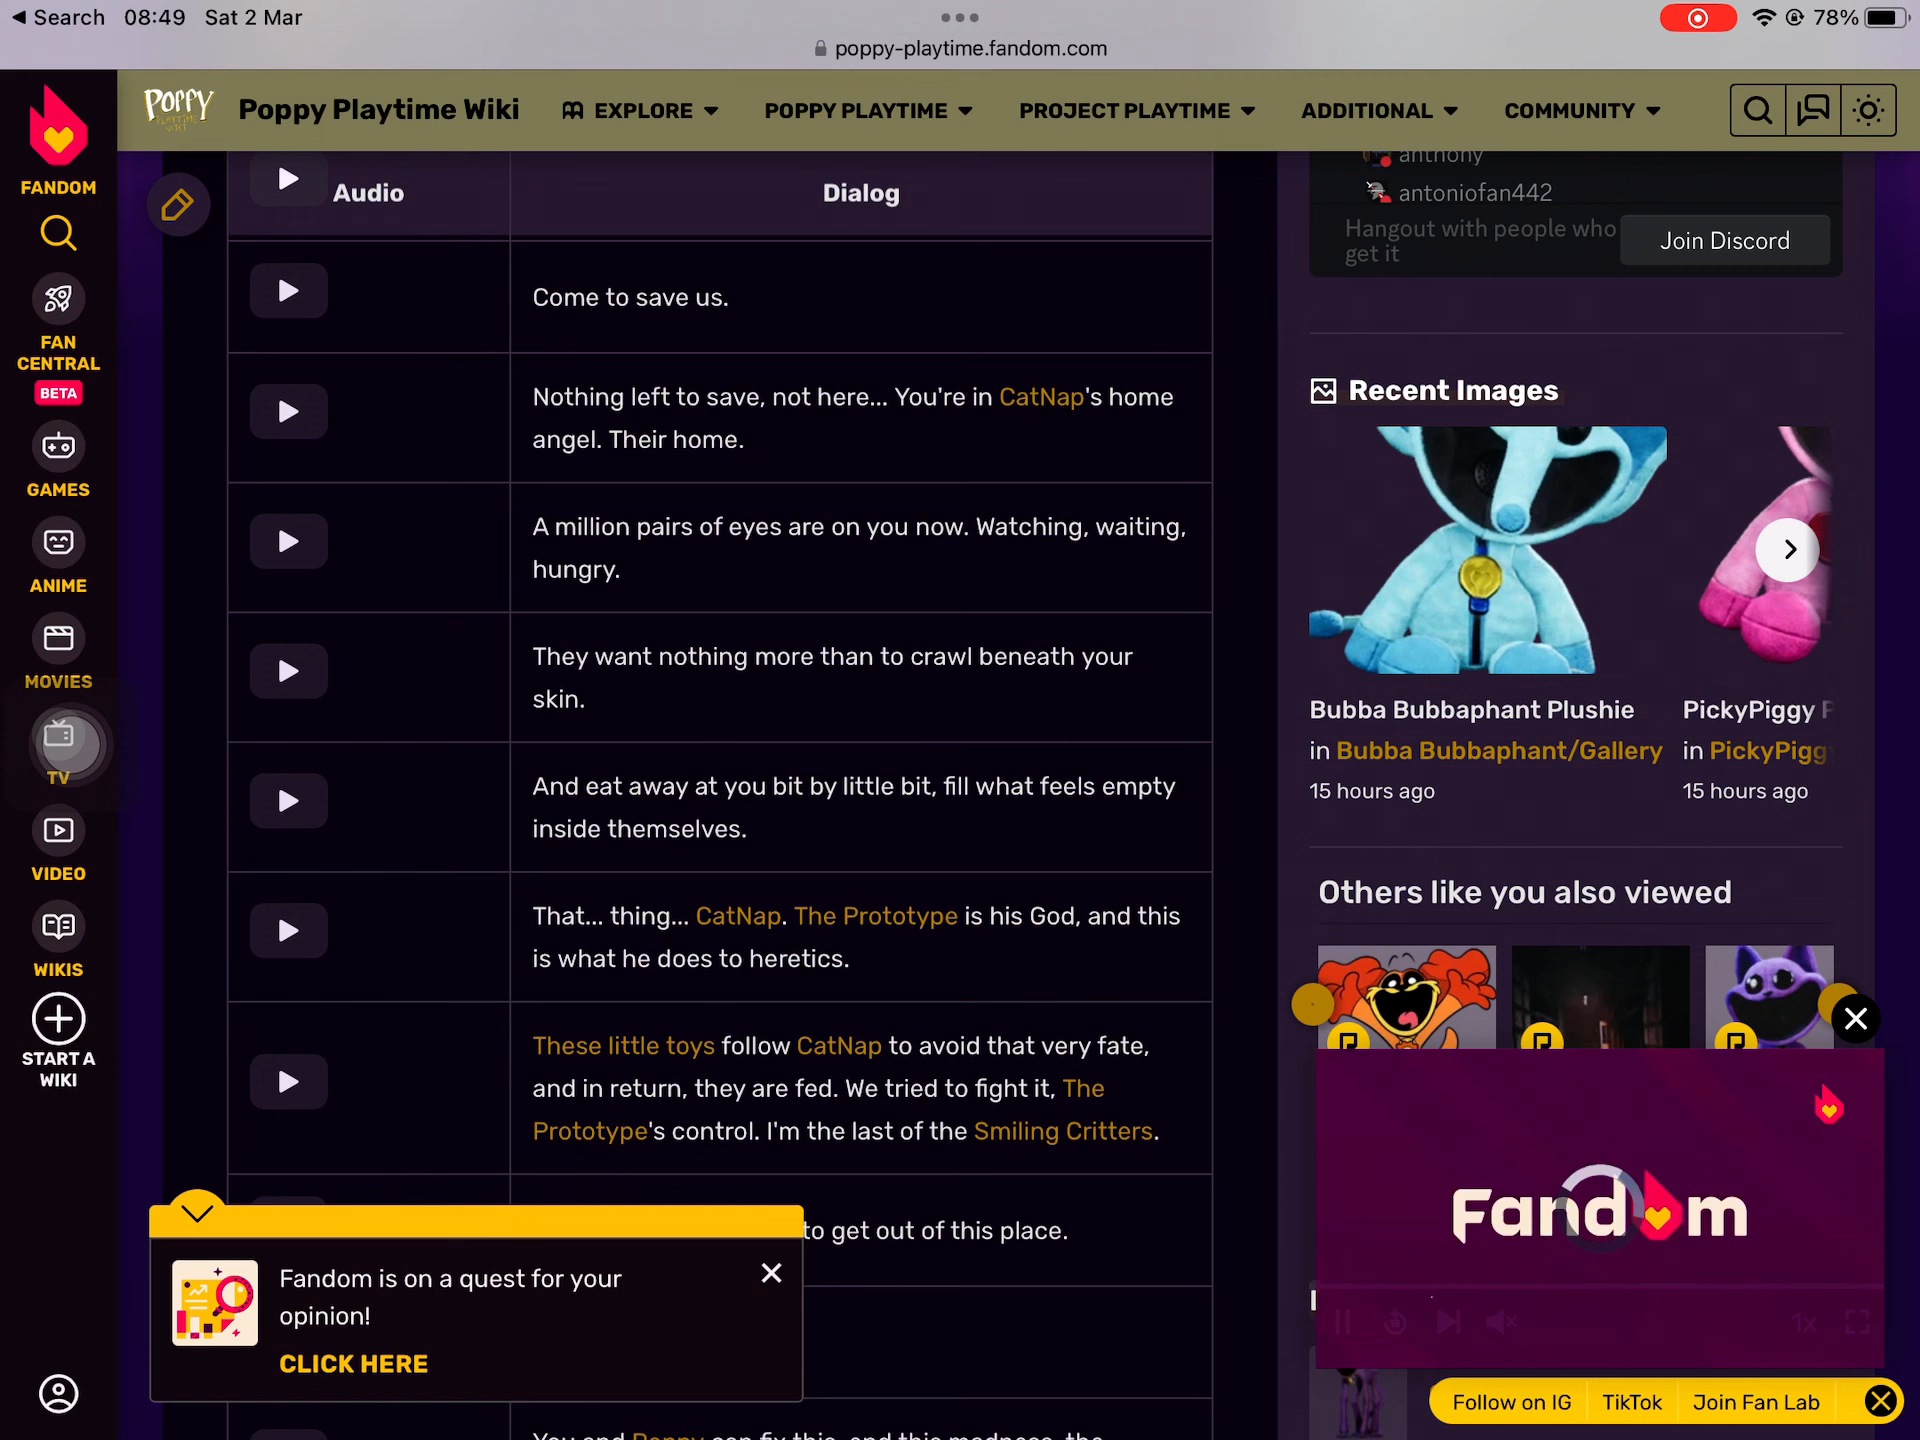 Search 08:49 Sat 2 Mar
78%
poppy-playtime.fandom.com
POPPY
PLAYTIME
WIKI
Poppy Playtime Wiki EXPLORE POPPY PLAYTIME PROJECT PLAYTIME ADDITIONAL COMMUNITY
FANDOM
FAN
CENTRAL
BETA
GAMES
ANIME
MOVIES
TV
VIDEO
WIKIS
START A
WIKI
Audio Dialog
Come to save us.
Nothing left to save, not here... You're in CatNap's home
angel. Their home.
A million pairs of eyes are on you now. Watching, waiting,
hungry.
They want nothing more than to crawl beneath your
skin.
And eat away at you bit by little bit, fill what feels empty
inside themselves.
That... thing... CatNap. The Prototype is his God, and this
is what he does to heretics.
These little toys follow CatNap to avoid that very fate,
and in return, they are fed. We tried to fight it, The
Prototype's control. I'm the last of the Smiling Critters.
to get out of this place.
Fandom is on a quest for your
opinion!
CLICK HERE
anthony
antoniofan442
Hangout with people who
get it
Join Discord
Recent Images
Bubba Bubbaphant Plushie
in Bubba Bubbaphant/Gallery
15 hours ago
PickyPiggy P
in PickyPigg
15 hours ago
Others like you also viewed
Fandom
1x
Follow on IG TikTok Join Fan Lab